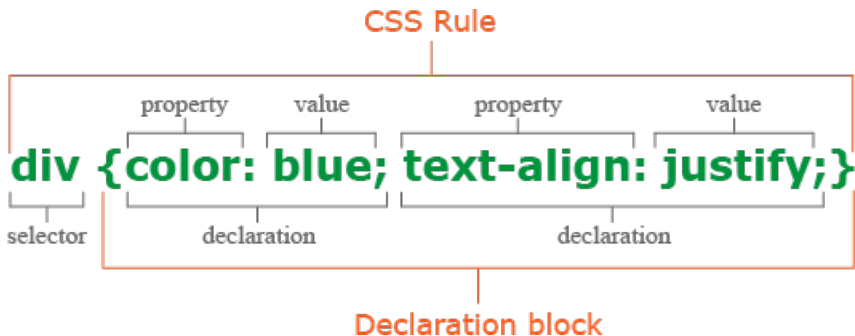 CSS Rule
property value property value
div {color: blue; text-align: justify;}
selector declaration declaration
Declaration block